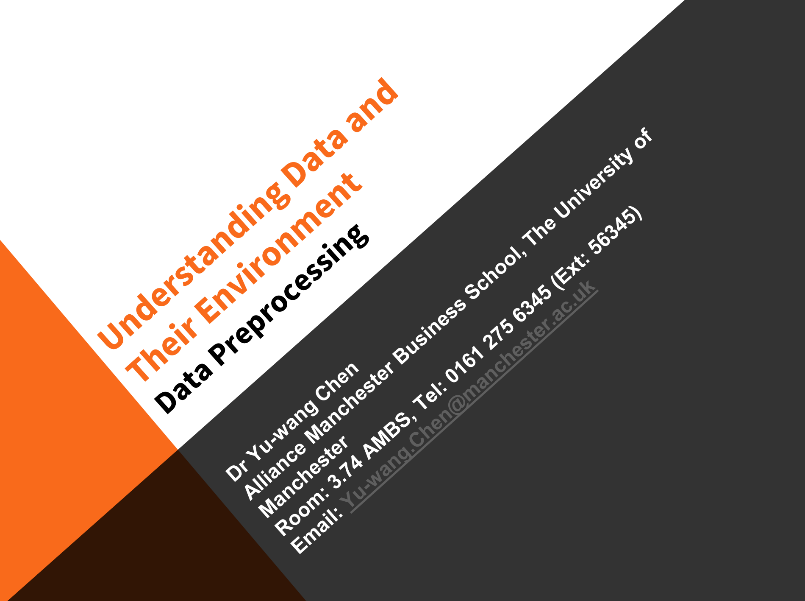 Understanding Data and
Their Environment
Data Preprocessing
Dr Yu-wang Chen
Alliance Manchester Business School, The University of
Manchester
Room: 3.74 AMBS, Tel: 0161 275 6345 (Ext: 56345)
Email: Yu-wang.Chen@manchester.ac.uk